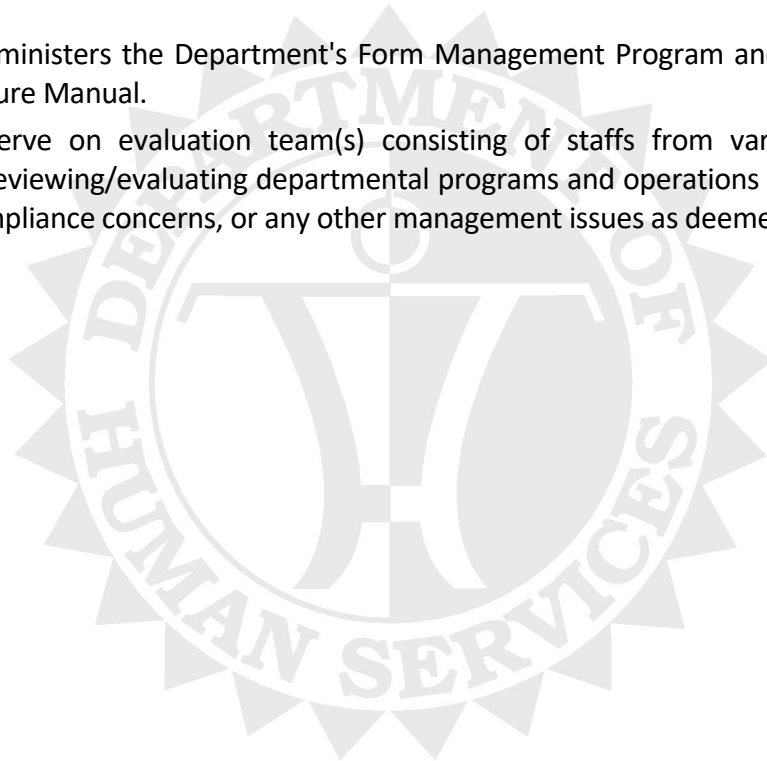 ministers the Department's Form Management Program and
ure Manual.
erve on evaluation team(s) consisting of staffs from var
eviewing/evaluating departmental programs and operations
pliance concerns, or any other management issues as deeme
DEPARTMENT OF
HUMAN SERVICES